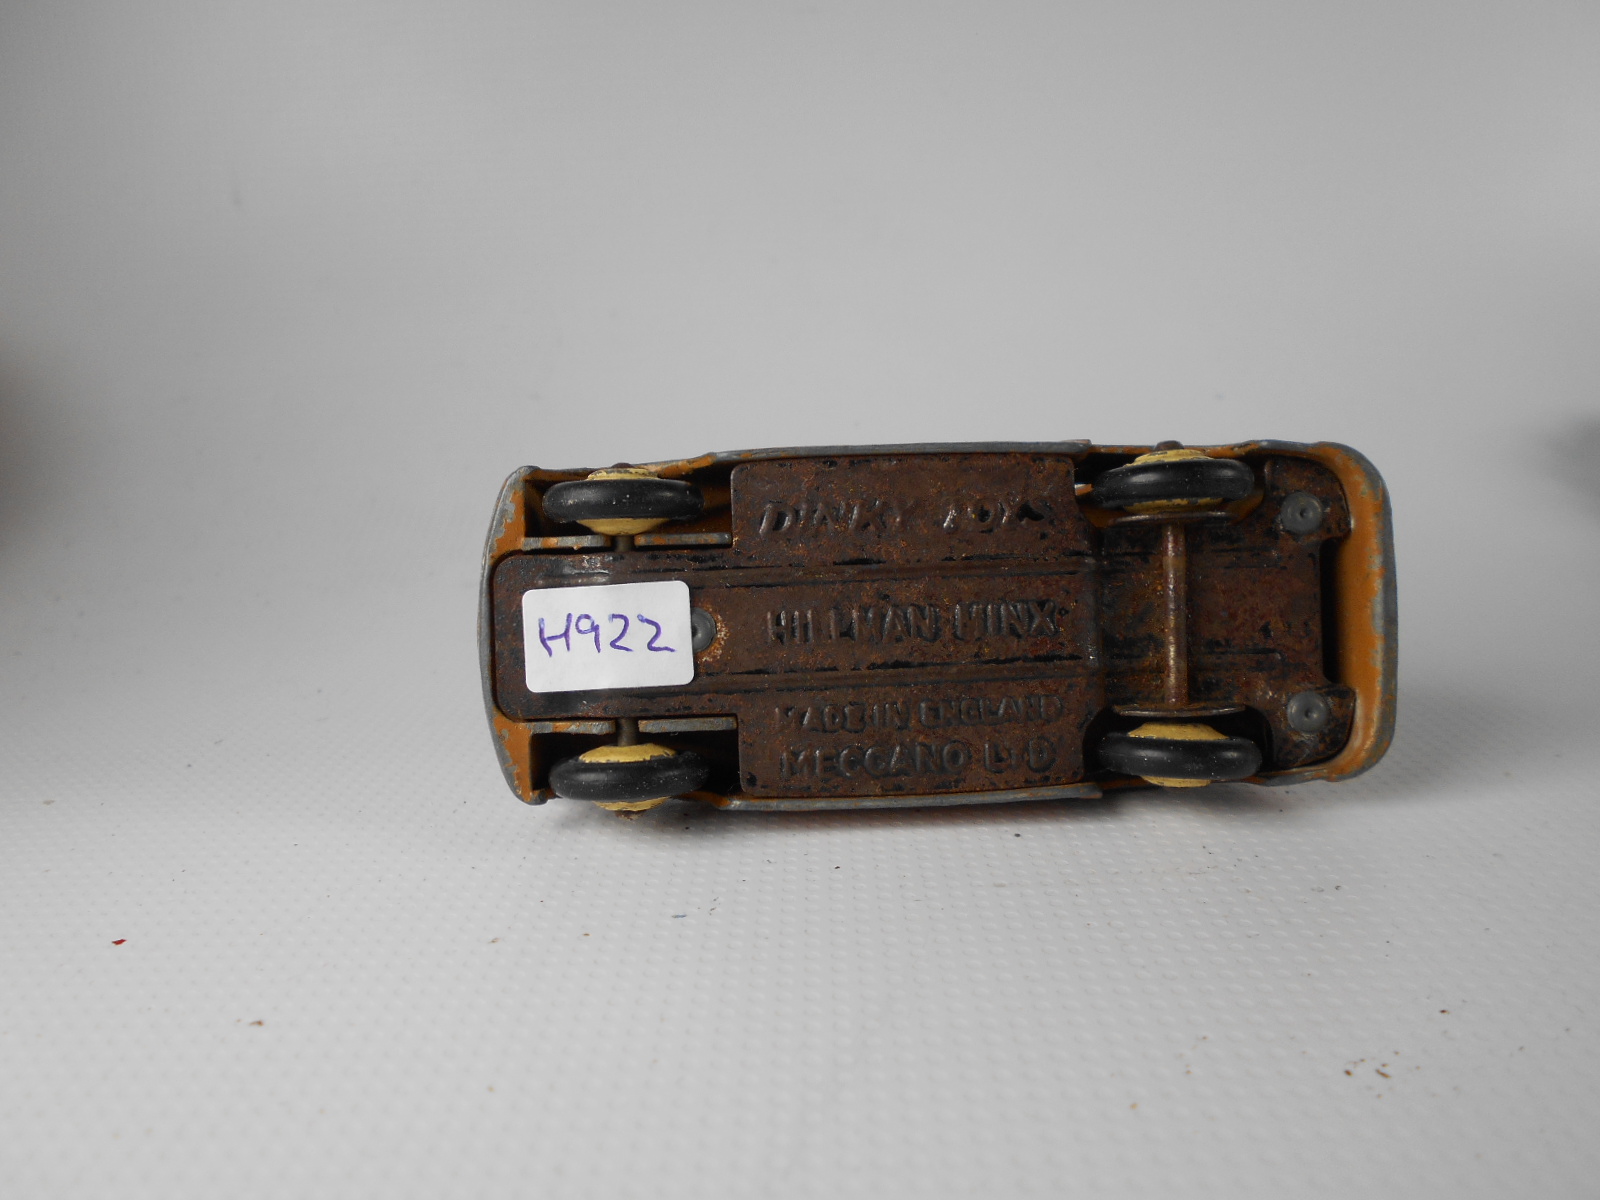 H922
DINKY TOYS
HILLMAN MINX
MADE IN ENGLAND
MECCANO LTD